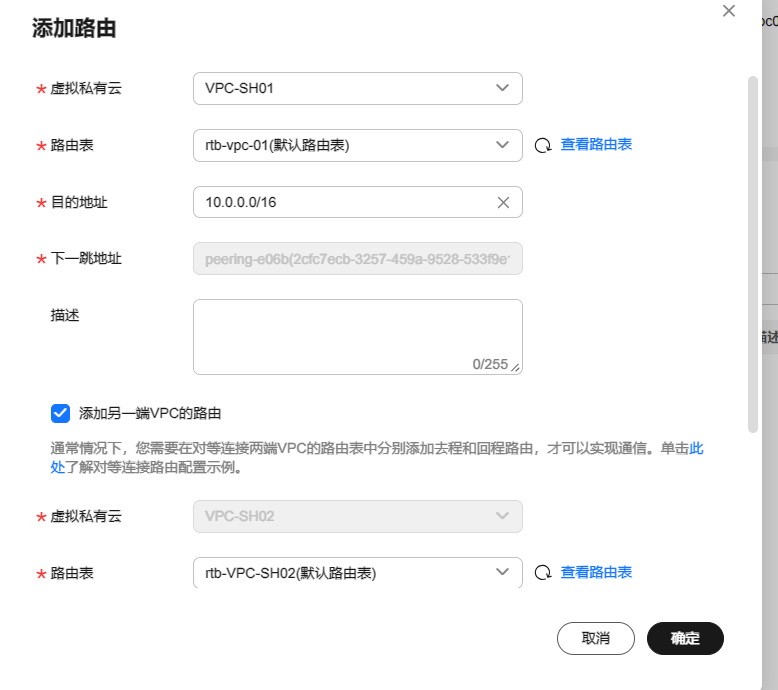 添加路由
* 虚拟私有云 VPC-SH01
* 路由表 rtb-vpc-01(默认路由表) 查看路由表
* 目的地址 10.0.0.0/16
* 下一跳地址 peering-e06b(2cfc7ecb-3257-459a-9528-533f9e
描述
0/255
添加另一端VPC的路由
通常情况下，您需要在对等连接两端VPC的路由表中分别添加去程和回程路由，才可以实现通信。单击此
处了解对等连接路由配置示例。
* 虚拟私有云 VPC-SH02
* 路由表 rtb-VPC-SH02(默认路由表) 查看路由表
取消 确定